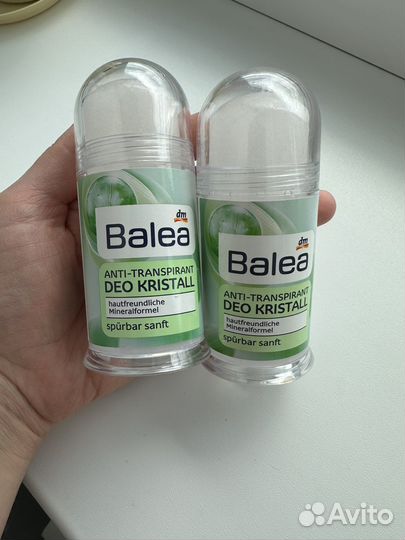 dm
Balea
ANTI-TRANSPIRANT
DEO KRISTALL
hautfreundliche
Mineralformel
spürbar sanft
dm
Balea
ANTI-TRANSPIRANT
DEO KRISTALL
hautfreundliche
Mineralformel
spürbar sanft
Avito